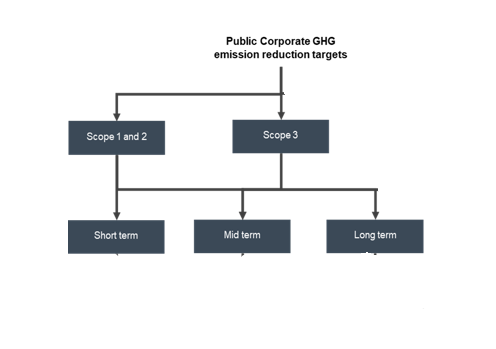 Public Corporate GHG
emission reduction targets
Scope 1 and 2
Scope 3
Short term
Mid term
Long term